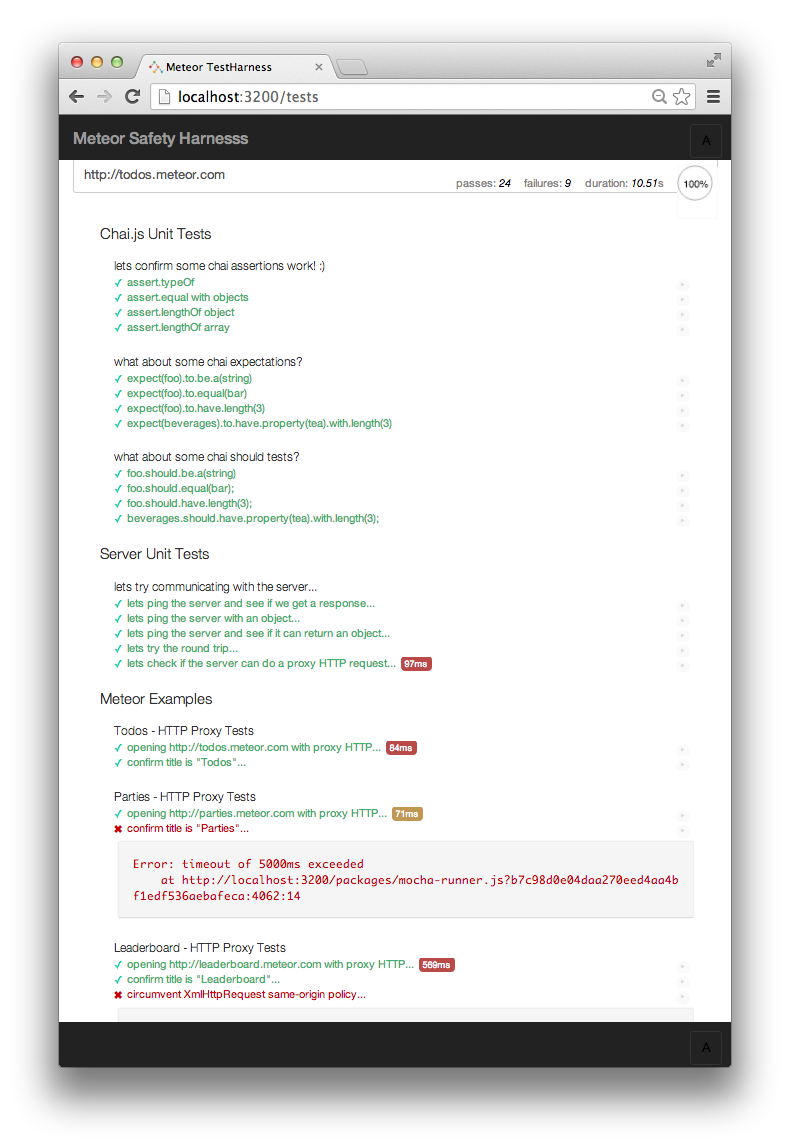 Meteor TestHarness
localhost:3200/tests
Meteor Safety Harnesss
A
http://todos.meteor.com
passes: 24 failures: 9 duration: 10.51s
100%
Chai.js Unit Tests
lets confirm some chai assertions work! :)
✓ assert.typeOf
✓ assert.equal with objects
✓ assert.lengthOf object
✓ assert.lengthOf array
what about some chai expectations?
✓ expect(foo).to.be.a(string)
✓ expect(foo).to.equal(bar)
✓ expect(foo).to.have.length(3)
✓ expect(beverages).to.have.property(tea).with.length(3)
what about some chai should tests?
✓ foo.should.be.a(string)
✓ foo.should.equal(bar);
✓ foo.should.have.length(3);
✓ beverages.should.have.property(tea).with.length(3);
Server Unit Tests
lets try communicating with the server...
✓ lets ping the server and see if we get a response...
✓ lets ping the server with an object...
✓ lets ping the server and see if it can return an object...
✓ lets try the round trip...
✓ lets check if the server can do a proxy HTTP request... 97ms
Meteor Examples
Todos - HTTP Proxy Tests
✓ opening http://todos.meteor.com with proxy HTTP... 84ms
✓ confirm title is "Todos"...
Parties - HTTP Proxy Tests
✓ opening http://parties.meteor.com with proxy HTTP... 71ms
✖ confirm title is "Parties"...
Error: timeout of 5000ms exceeded
at http://localhost:3200/packages/mocha-runner.js?b7c98d0e04daa270eed4aa4b
f1edf536aebafeca:4062:14
Leaderboard - HTTP Proxy Tests
✓ opening http://leaderboard.meteor.com with proxy HTTP... 569ms
✓ confirm title is "Leaderboard"...
✖ circumvent XmlHttpRequest same-origin policy...
A